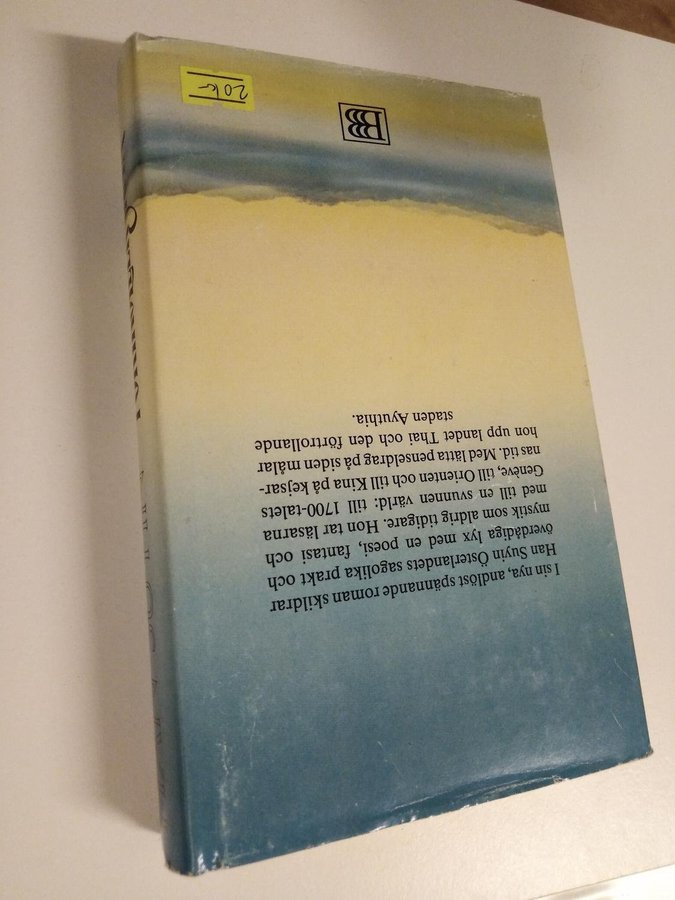 I sin nya, andlöst spännande roman skildrar
Han Suyin Österlandets sagolika prakt och
överdådiga lyx med en poesi, fantasi och
mystik som aldrig tidigare. Hon tar läsarna
med till en svunnen värld: till 1700-talets
Genève, till Orienten och till Kina på kejsar-
nas tid. Med lätta penseldrag på siden målar
hon upp landet Thai och den förtrollande
staden Ayuthia.
20kr